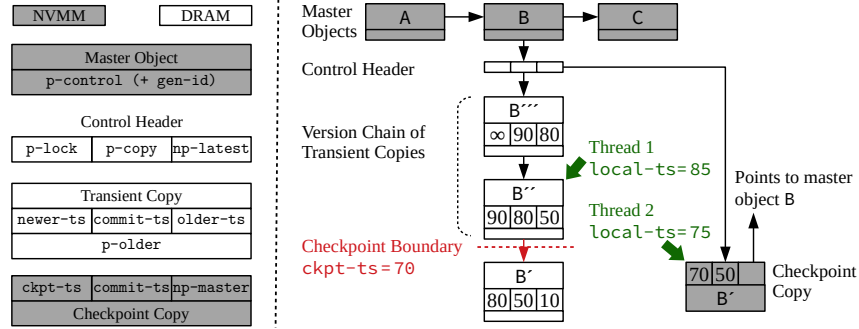 NVMM DRAM
Master Object
p-control (+ gen-id)
Control Header
p-lock p-copy np-latest
Transient Copy
newer-ts commit-ts older-ts
p-older
ckpt-ts commit-ts np-master
Checkpoint Copy
Master
Objects
A B C
Control Header
Version Chain of
Transient Copies
B´´´
∞ 90 80
B´´
90 80 50
Thread 1
local-ts=85
Thread 2
local-ts=75
Points to master
object B
Checkpoint Boundary
ckpt-ts=70
B´
80 50 10
70 50
B´
Checkpoint
Copy